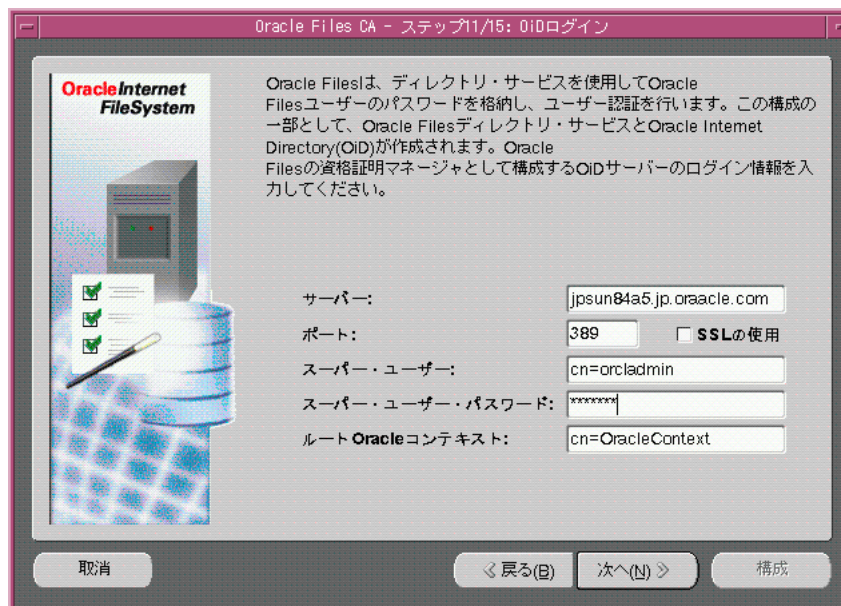 Oracle Files CA - ステップ11/15: OiDログイン
OracleInternet
FileSystem
Oracle Filesは、ディレクトリ・サービスを使用してOracle
Filesユーザーのパスワードを格納し、ユーザー認証を行います。この構成の
一部として、Oracle Filesディレクトリ・サービスとOracle Internet
Directory(OiD)が作成されます。Oracle
Filesの資格証明マネージャとして構成するOiDサーバーのログイン情報を入
力してください。
サーバー: jpsun84a5.jp.oraacle.com
ポート: 389 SSLの使用
スーパー・ユーザー: cn=orcladmin
スーパー・ユーザー・パスワード: *******
ルートOracleコンテキスト: cn=OracleContext
取消 戻る(B) 次へ(N) 構成